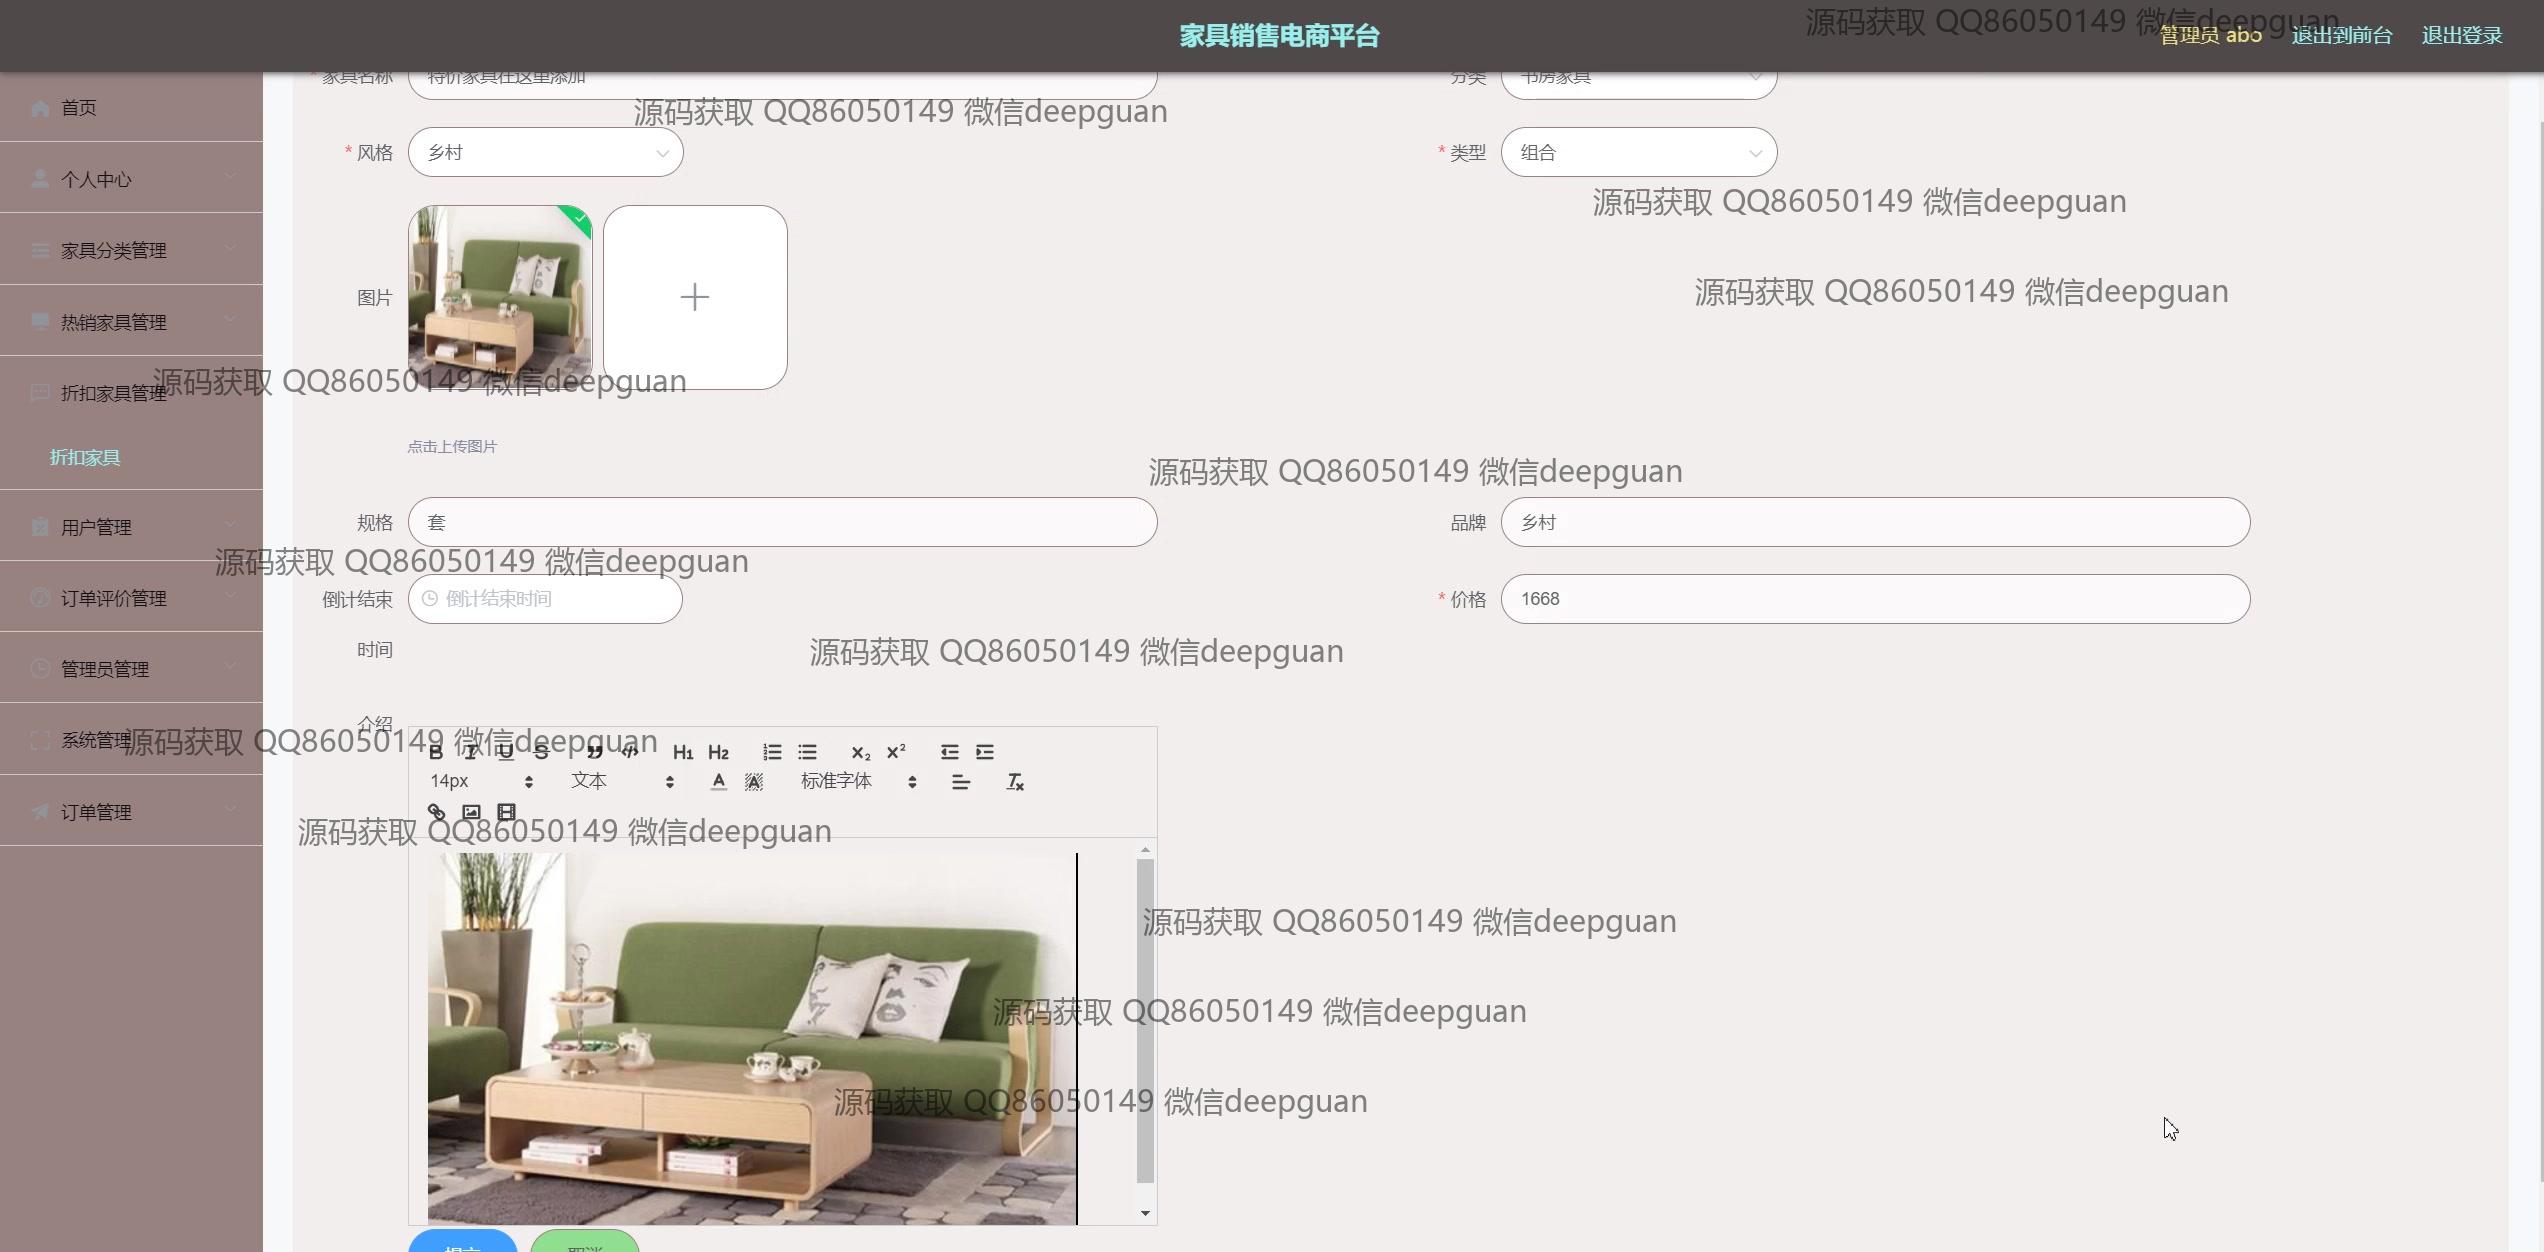 家具销售电商平台
源码获取 QQ86050149 微信deepguan
管理员 abo 退出到前台 退出登录
首页
个人中心
家具分类管理
热销家具管理
折扣家具管理
折扣家具
用户管理
订单评价管理
管理员管理
系统管理
订单管理
* 家具名称 特价家具在这里添加
分类 书房家具
源码获取 QQ86050149 微信deepguan
* 风格 乡村
* 类型 组合
源码获取 QQ86050149 微信deepguan
图片
源码获取 QQ86050149 微信deepguan
源码获取 QQ86050149 微信deepguan
点击上传图片
源码获取 QQ86050149 微信deepguan
规格 套
品牌 乡村
源码获取 QQ86050149 微信deepguan
倒计结束时间 倒计结束时间
* 价格 1668
源码获取 QQ86050149 微信deepguan
介绍
源码获取 QQ86050149 微信deepguan
B I U S H1 H2 X2 X2
14px 文本 A A 标准字体
源码获取 QQ86050149 微信deepguan
源码获取 QQ86050149 微信deepguan
源码获取 QQ86050149 微信deepguan
源码获取 QQ86050149 微信deepguan
提交 取消